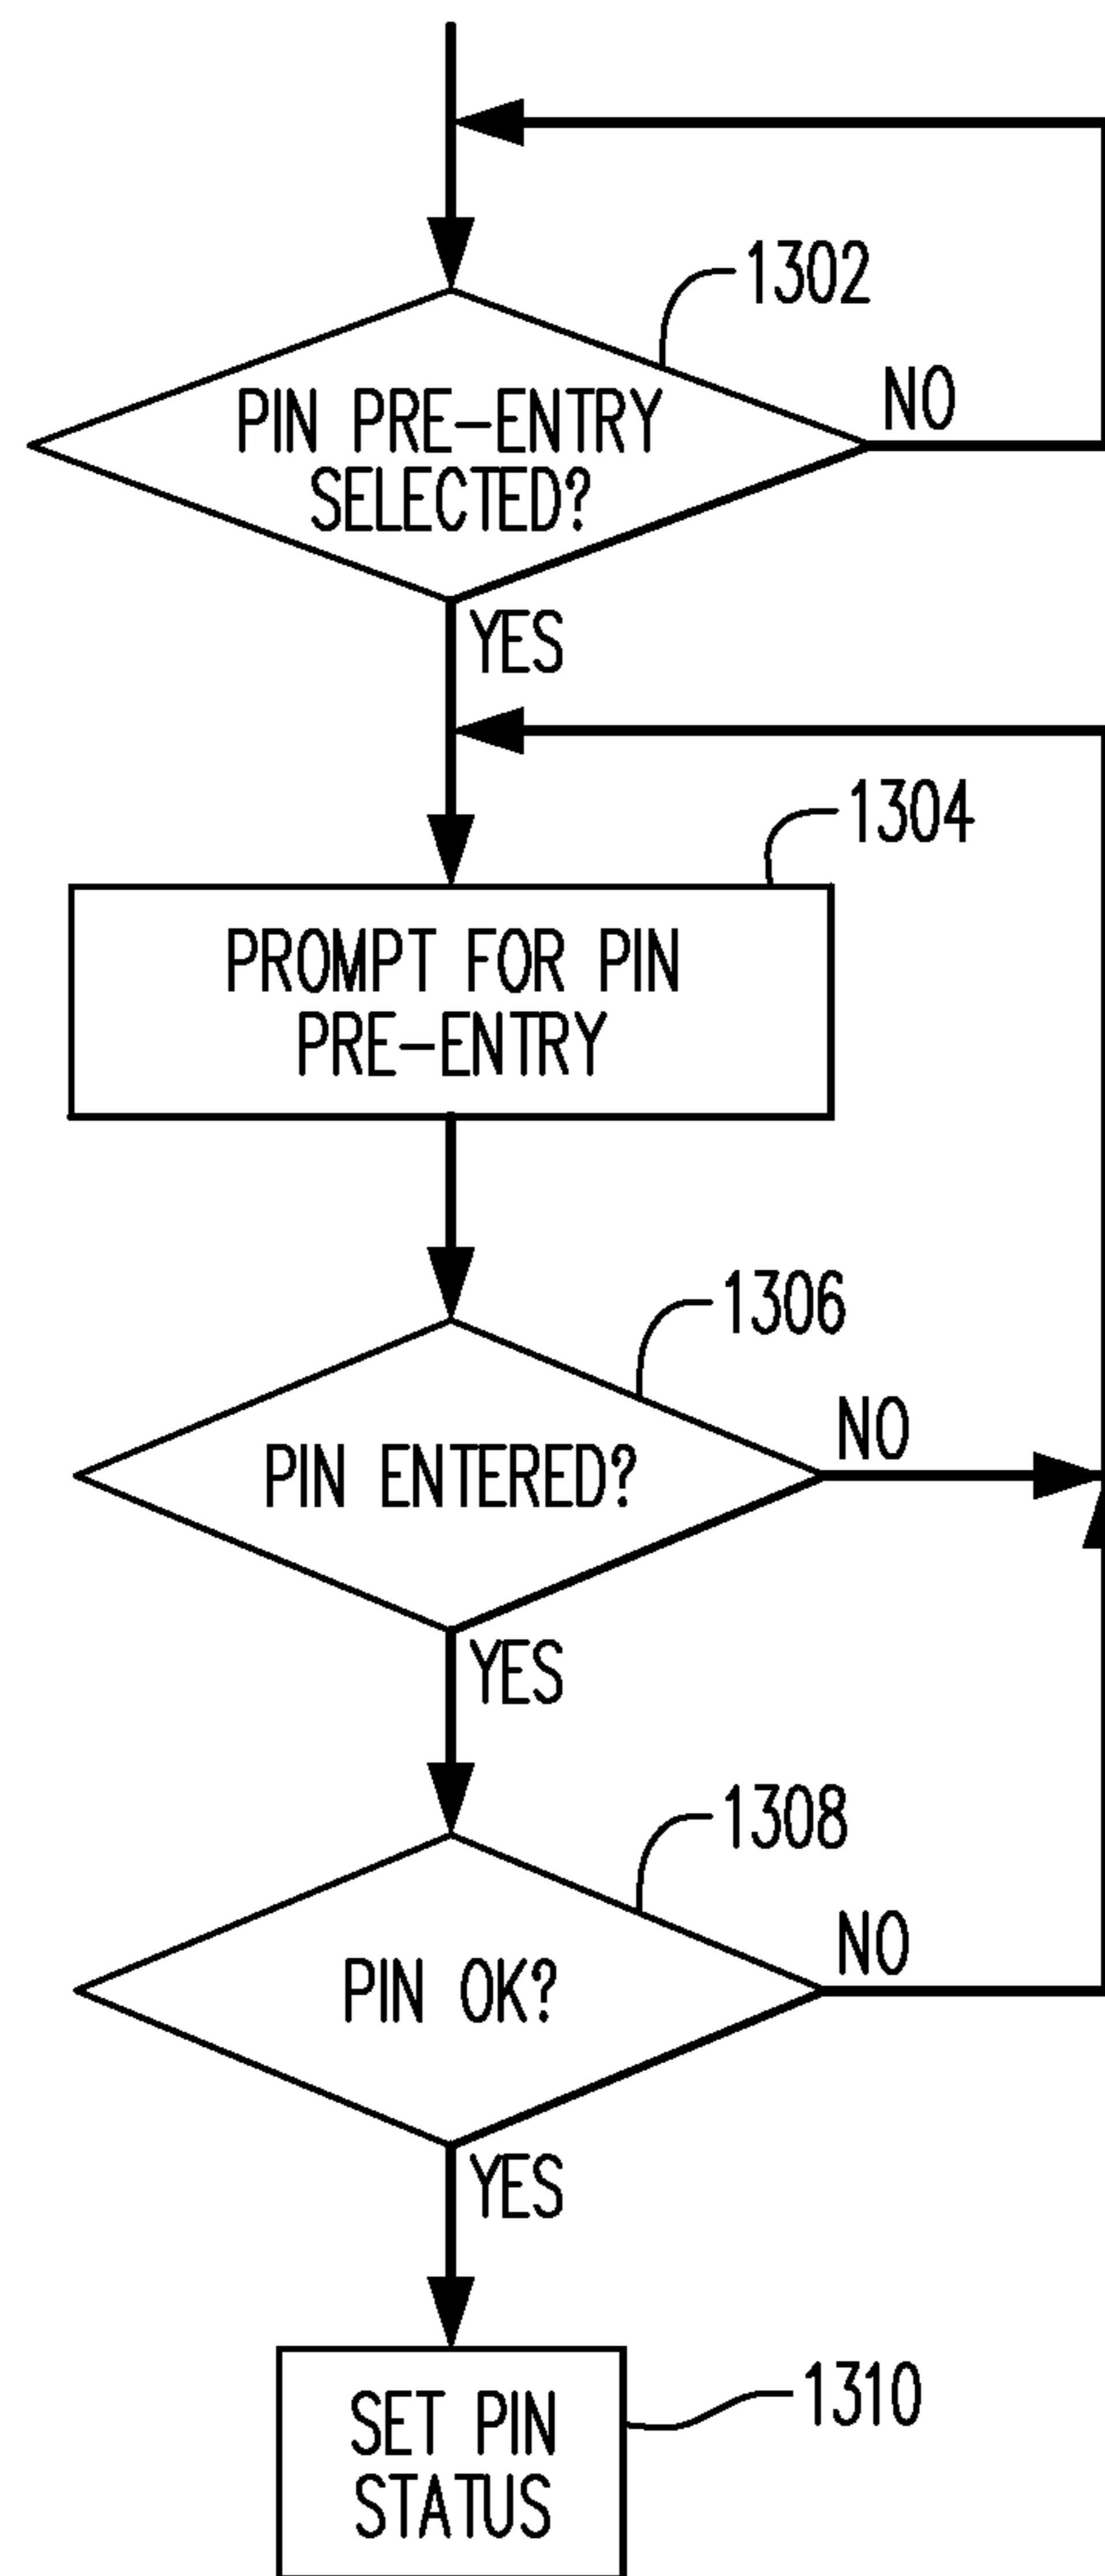 1302
NO
PIN PRE-ENTRY
SELECTED?
YES
1304
PROMPT FOR PIN
PRE-ENTRY
1306
NO
PIN ENTERED?
YES
1308
NO
PIN OK?
YES
1310
SET PIN
STATUS